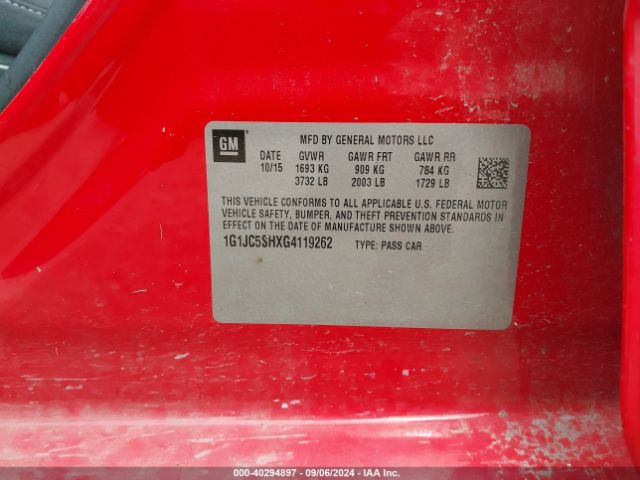 GM
MFD BY GENERAL MOTORS LLC
DATE GVWR GAWR FRT GAWR RR
10/15 1693 KG 909 KG 784 KG
3732 LB 2003 LB 1729 LB
THIS VEHICLE CONFORMS TO ALL APPLICABLE U.S. FEDERAL MOTOR
VEHICLE SAFETY, BUMPER, AND THEFT PREVENTION STANDARDS IN
EFFECT ON THE DATE OF MANUFACTURE SHOWN ABOVE.
1G1JC5SHXG4119262 TYPE: PASS CAR
000-40294897 - 09/06/2024 - IAA Inc.